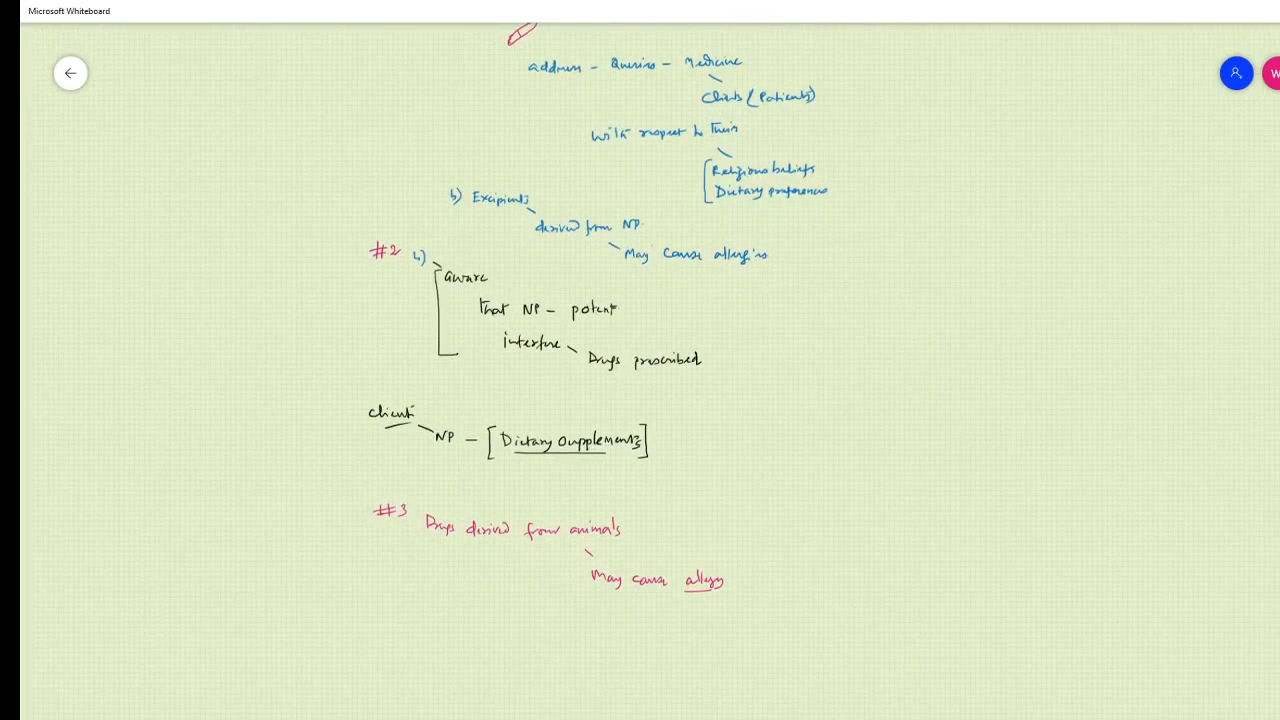 Microsoft Whiteboard
address - Queries - Medicine
Clients (Patients)
W
With respect to their
Religious beliefs
Dietary preferences
b) Excipients
derived from NP
#2 b)
May cause allergies
aware
that NP - potent
interfere
Drugs prescribed
client
NP - [Dietary Supplements]
#3
Drugs derived from animals
May cause allergy